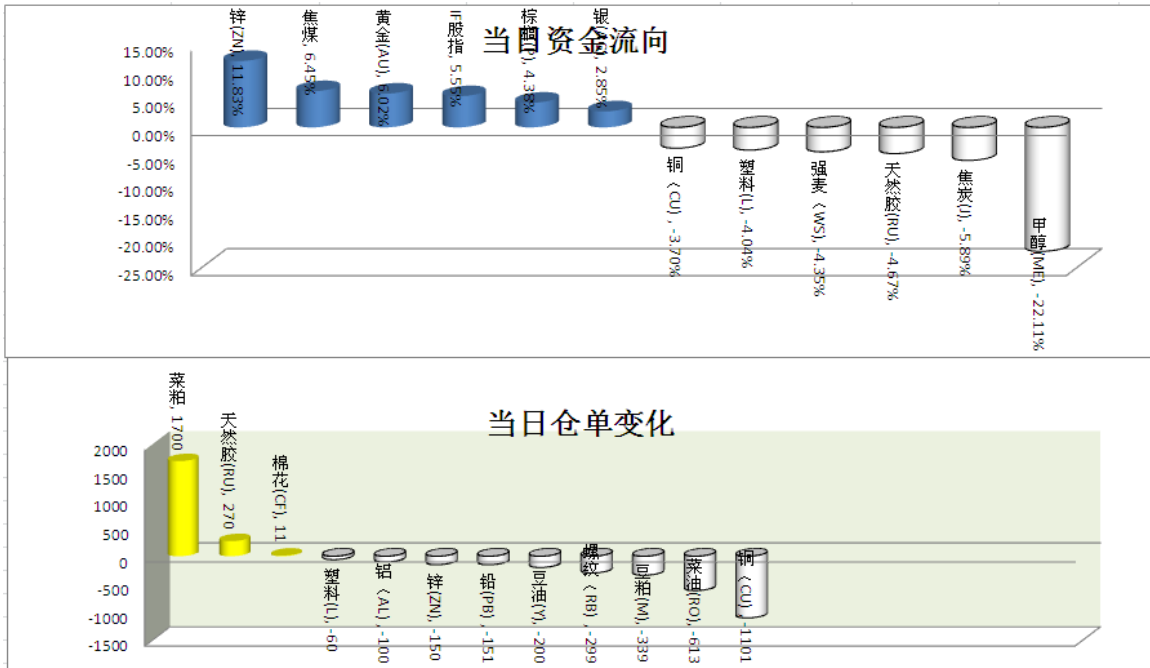 当日资金流向
15.00%
10.00%
5.00%
0.00%
-5.00%
-10.00%
-15.00%
-20.00%
-25.00%
锌(ZN), 11.83%
焦煤, 6.45%
黄金(AU), 6.02%
IF股指, 5.55%
4.38%
2.85%
铜〈CU〉, -3.70%
塑料(L), -4.04%
强麦〈WS), -4.35%
天然胶(RU), -4.67%
焦炭(J), -5.89%
甲醇(ME), -22.11%
当日仓单变化
2000
1500
1000
500
0
-500
-1000
-1500
菜粕, 1700
天然胶(RU), 270
棉花(CF), 11
塑料(L), -60
铝〈AL〉, -100
锌(ZN), -150
铅(PB), -151
豆油(Y), -200
螺纹〈RB〉, -299
豆粕(M), -339
菜油(RO), -613
铜〈CU〉, -1101